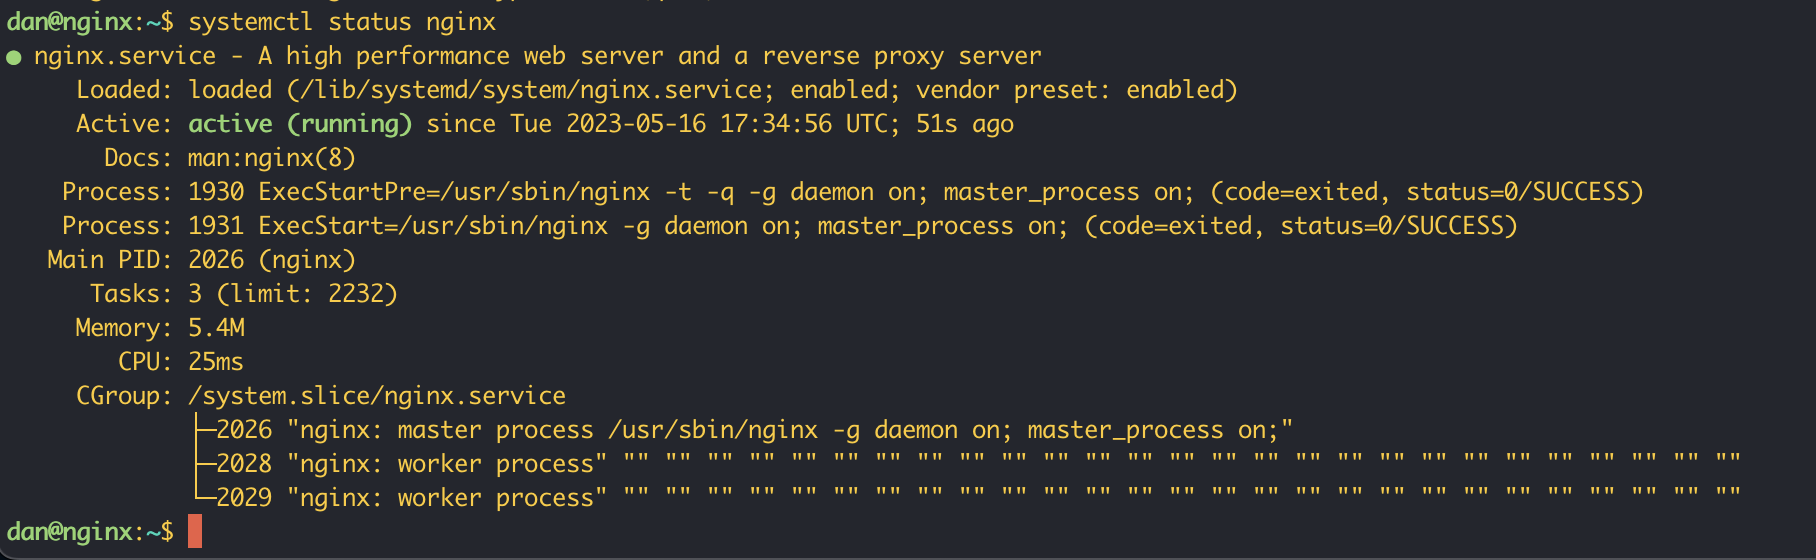 dan@nginx:~$ systemctl status nginx
● nginx.service - A high performance web server and a reverse proxy server
     Loaded: loaded (/lib/systemd/system/nginx.service; enabled; vendor preset: enabled)
     Active: active (running) since Tue 2023-05-16 17:34:56 UTC; 51s ago
       Docs: man:nginx(8)
    Process: 1930 ExecStartPre=/usr/sbin/nginx -t -q -g daemon on; master_process on; (code=exited, status=0/SUCCESS)
    Process: 1931 ExecStart=/usr/sbin/nginx -g daemon on; master_process on; (code=exited, status=0/SUCCESS)
   Main PID: 2026 (nginx)
      Tasks: 3 (limit: 2232)
     Memory: 5.4M
        CPU: 25ms
     CGroup: /system.slice/nginx.service
             ├─2026 "nginx: master process /usr/sbin/nginx -g daemon on; master_process on;"
             ├─2028 "nginx: worker process" "" "" "" "" "" "" "" "" "" "" "" "" "" "" "" "" "" "" "" "" "" "" "" "" "" "" ""
             └─2029 "nginx: worker process" "" "" "" "" "" "" "" "" "" "" "" "" "" "" "" "" "" "" "" "" "" "" "" "" "" "" ""
dan@nginx:~$